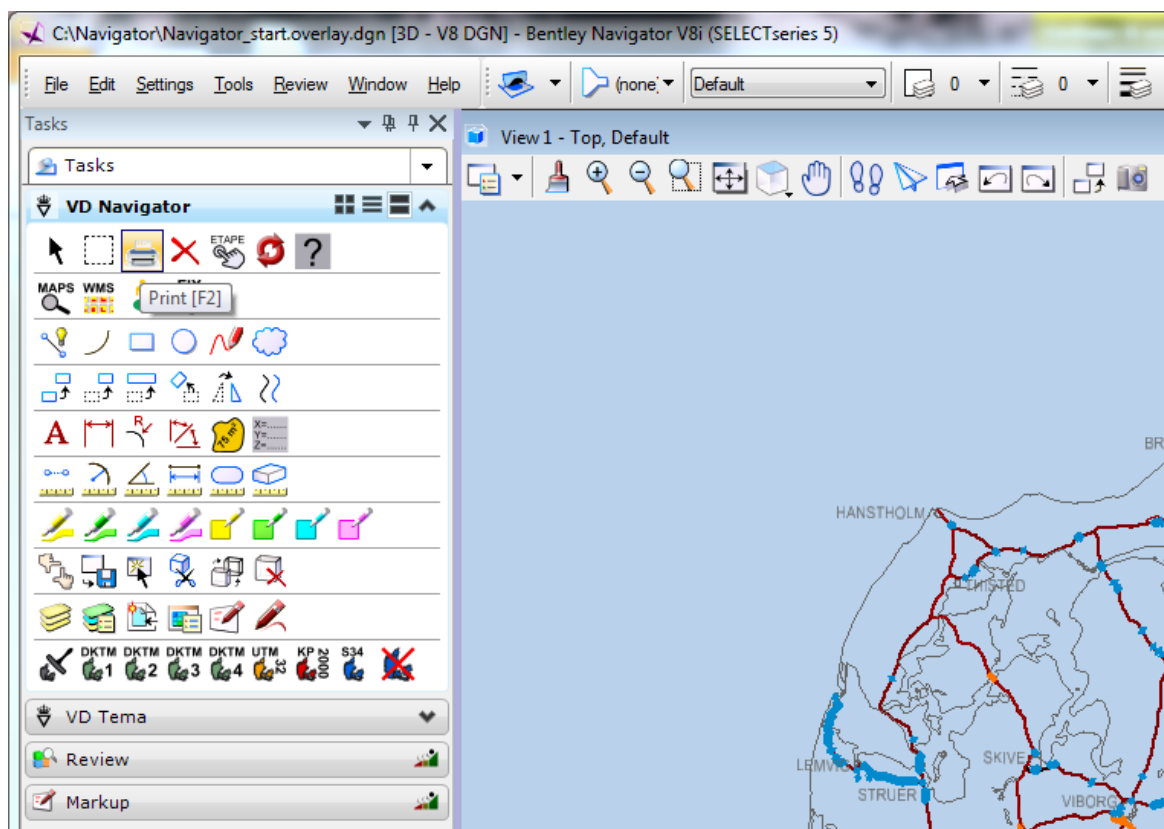 C:\Navigator\Navigator_start.overlay.dgn [3D - V8 DGN] - Bentley Navigator V8i (SELECTseries 5)
File Edit Settings Tools Review Window Help (none) Default 0 0
Tasks
View 1 - Top, Default
Tasks
VD Navigator
ETAPE ?
MAPS WMS
Print [F2]
A R 75 m² X=...... Y=...... Z=......
DKTM 1 DKTM 2 DKTM 3 DKTM 4 UTM 32 KP 2000 S34
VD Tema
Review
Markup
BR
HANSTHOLM
THISTED
LEMVIG
SKIVE
STRUER
VIBORG